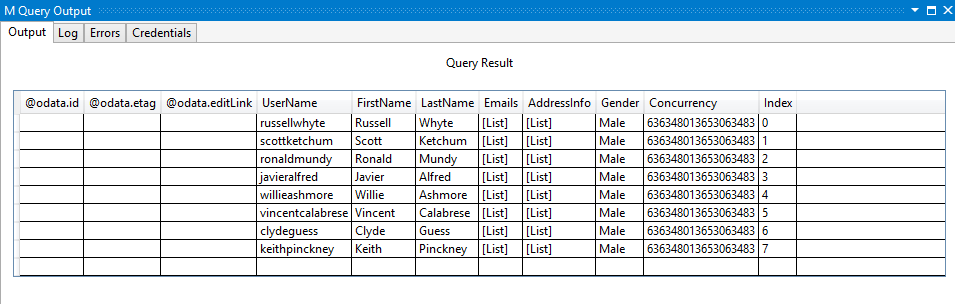 M Query Output
Output Log Errors Credentials
Query Result
@odata.id @odata.etag @odata.editLink UserName FirstName LastName Emails AddressInfo Gender Concurrency Index
russellwhyte Russell Whyte [List] [List] Male 636348013653063483 0
scottketchum Scott Ketchum [List] [List] Male 636348013653063483 1
ronaldmundy Ronald Mundy [List] [List] Male 636348013653063483 2
javieralfred Javier Alfred [List] [List] Male 636348013653063483 3
willieashmore Willie Ashmore [List] [List] Male 636348013653063483 4
vincentcalabrese Vincent Calabrese [List] [List] Male 636348013653063483 5
clydeguess Clyde Guess [List] [List] Male 636348013653063483 6
keithpinckney Keith Pinckney [List] [List] Male 636348013653063483 7